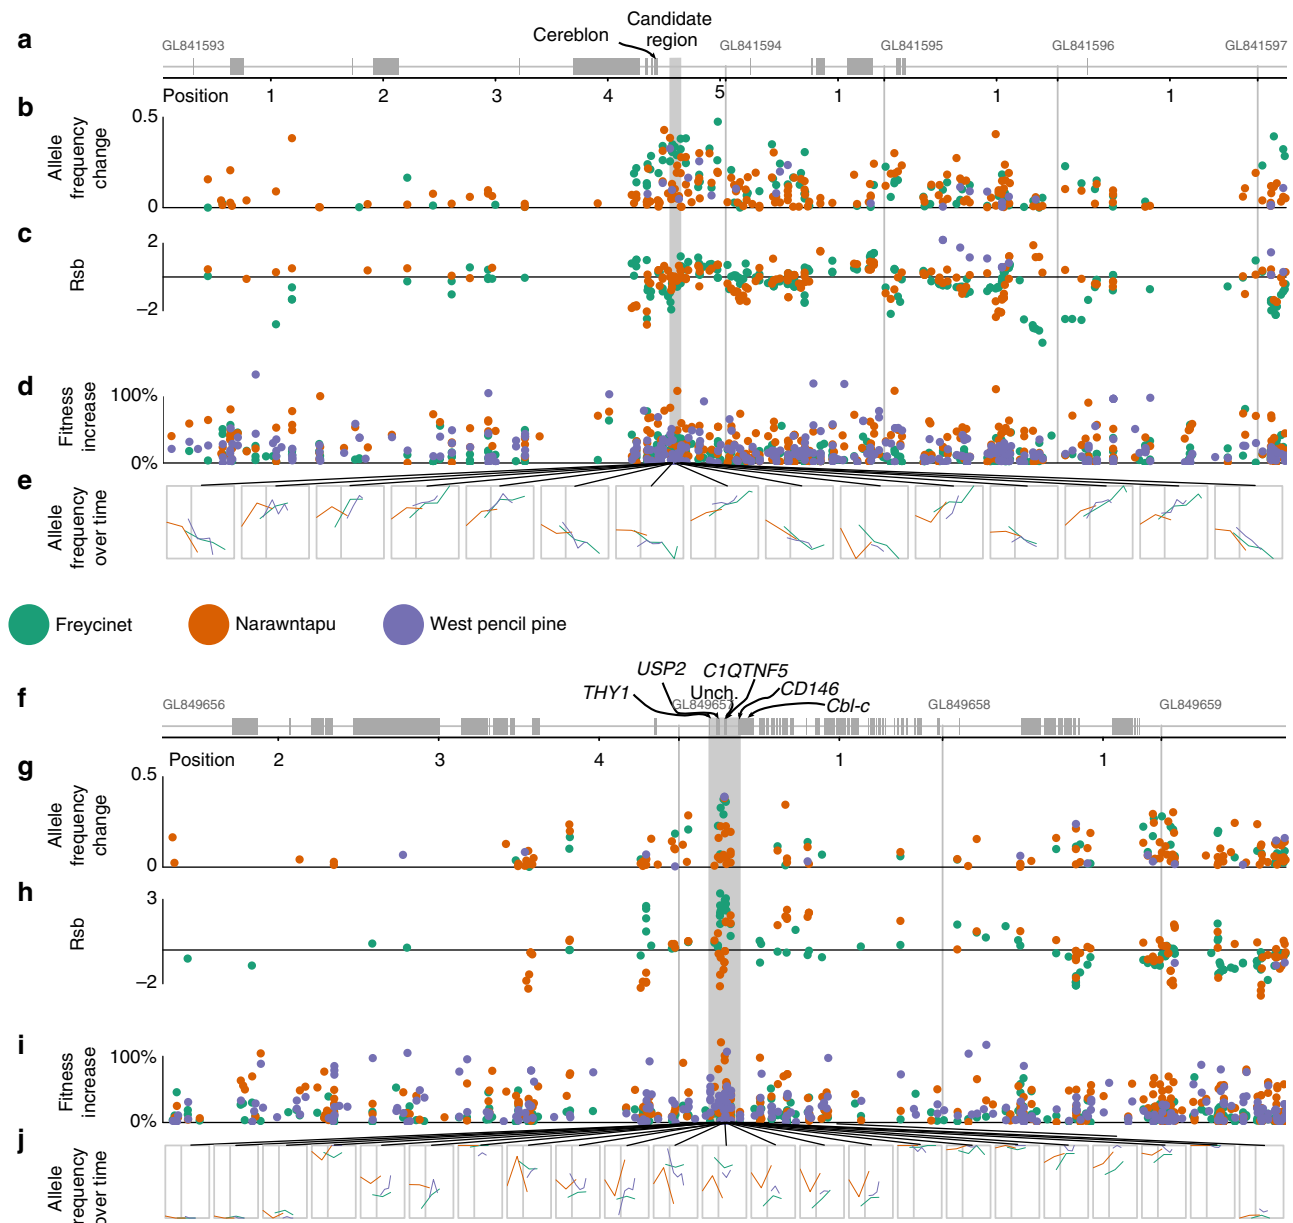 a
GL841593
Cereblon
Candidate
region
GL841594
GL841595
GL841596
GL841597
Position
1
2
3
4
5
1
1
1
b
Allele
frequency
change
0.5
0
c
Rsb
2
−2
d
Fitness
increase
100%
0%
e
Allele
frequency
over time
Freycinet
Narawntapu
West pencil pine
f
GL849656
THY1
USP2
Unch.
C1QTNF5
CD146
Cbl-c
GL849657
GL849658
GL849659
Position
2
3
4
1
1
g
Allele
frequency
change
0.5
0
h
Rsb
3
−2
i
Fitness
increase
100%
0%
j
Allele
requency
over time